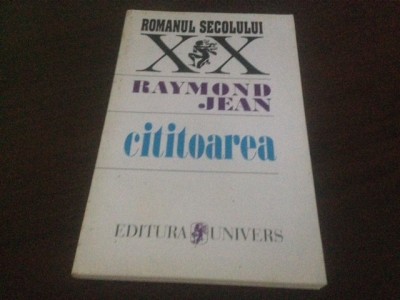 ROMANUL SECOLULUI
XX
RAYMOND
JEAN
cititoarea
EDITURA UNIVERS